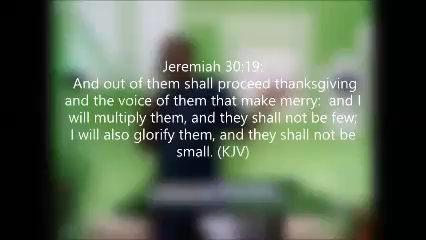 Jeremiah 30:19:
And out of them shall proceed thanksgiving
and the voice of them that make merry:  and I
will multiply them, and they shall not be few;
I will also glorify them, and they shall not be
small. (KJV)